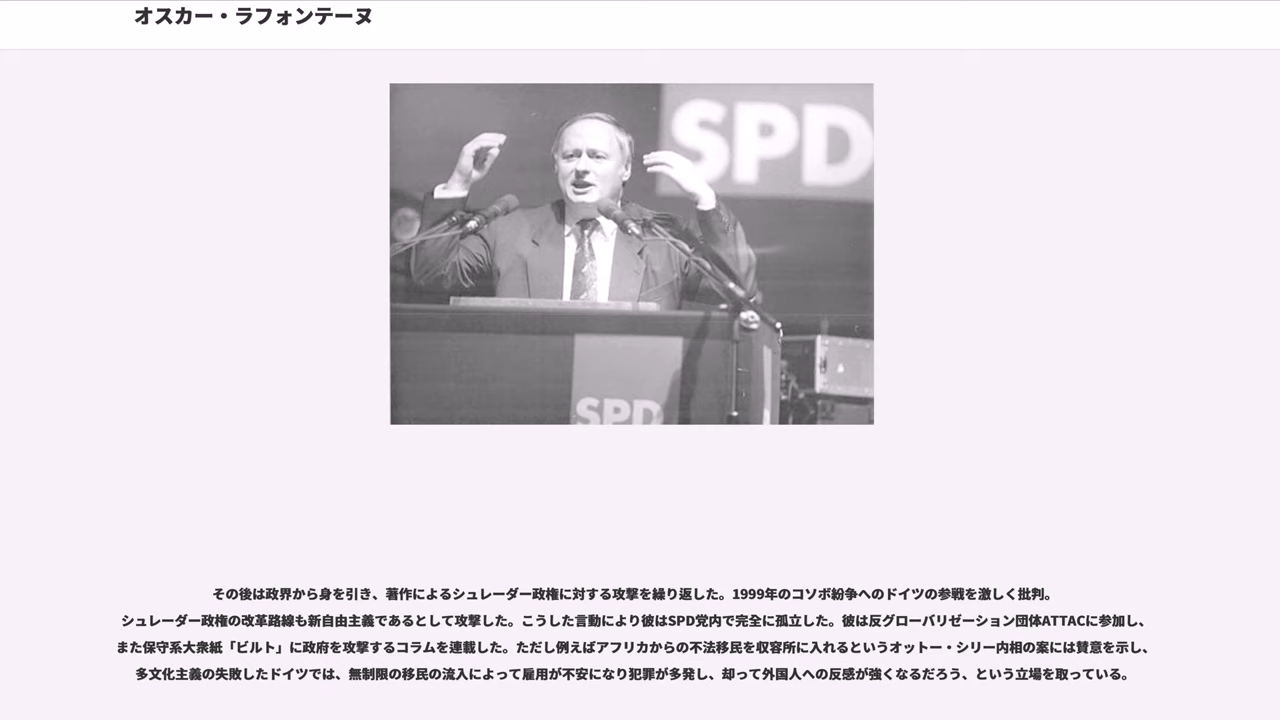 オスカー・ラフォンテーヌ
SPD
SPD
その後は政界から身を引き、著作によるシュレーダー政権に対する攻撃を繰り返した。1999年のコソボ紛争へのドイツの参戦を激しく批判。
シュレーダー政権の改革路線も新自由主義であるとして攻撃した。こうした言動により彼はSPD党内で完全に孤立した。彼は反グローバリゼーション団体ATTACに参加し、
また保守系大衆紙「ビルト」に政府を攻撃するコラムを連載した。ただし例えばアフリカからの不法移民を収容所に入れるというオットー・シリー内相の案には賛意を示し、
多文化主義の失敗したドイツでは、無制限の移民の流入によって雇用が不安になり犯罪が多発し、却って外国人への反感が強くなるだろう、という立場を取っている。